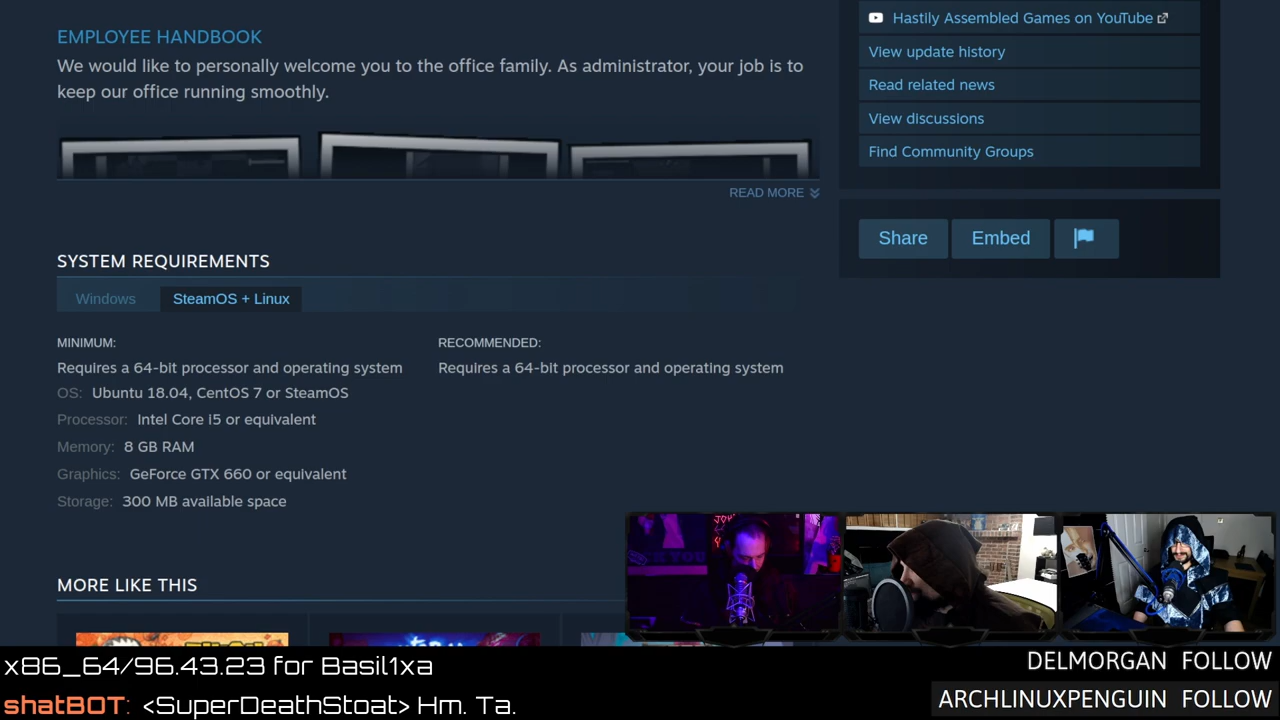 EMPLOYEE HANDBOOK
We would like to personally welcome you to the office family. As administrator, your job is to
keep our office running smoothly.
READ MORE
SYSTEM REQUIREMENTS
Windows
SteamOS + Linux
MINIMUM:
Requires a 64-bit processor and operating system
OS: Ubuntu 18.04, CentOS 7 or SteamOS
Processor: Intel Core i5 or equivalent
Memory: 8 GB RAM
Graphics: GeForce GTX 660 or equivalent
Storage: 300 MB available space
RECOMMENDED:
Requires a 64-bit processor and operating system
MORE LIKE THIS
Hastily Assembled Games on YouTube
View update history
Read related news
View discussions
Find Community Groups
Share
Embed
x86_64/96.43.23 for Basil1xa
shatBOT: <SuperDeathStoat> Hm. Ta.
DELMORGAN FOLLOW
ARCHLINUXPENGUIN FOLLOW